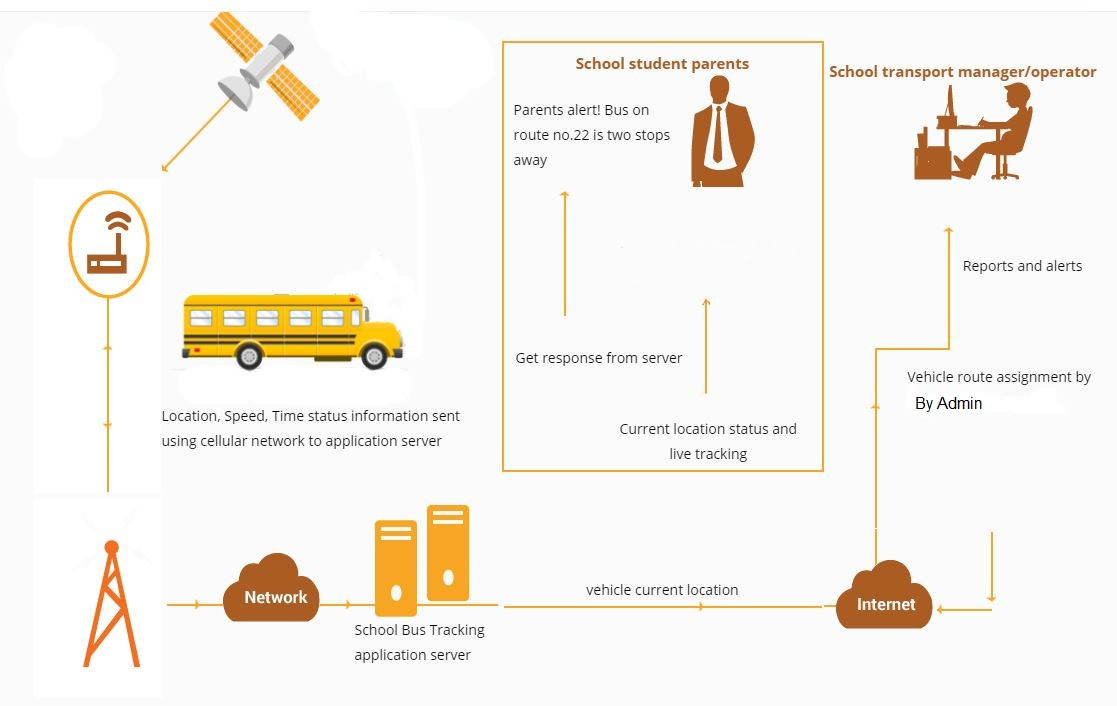 School student parents
School transport manager/operator
Parents alert! Bus on
route no.22 is two stops
away
Reports and alerts
Get response from server
Vehicle route assignment by
By Admin
Location, Speed, Time status information sent
using cellular network to application server
Current location status and
live tracking
Network
vehicle current location
Internet
School Bus Tracking
application server